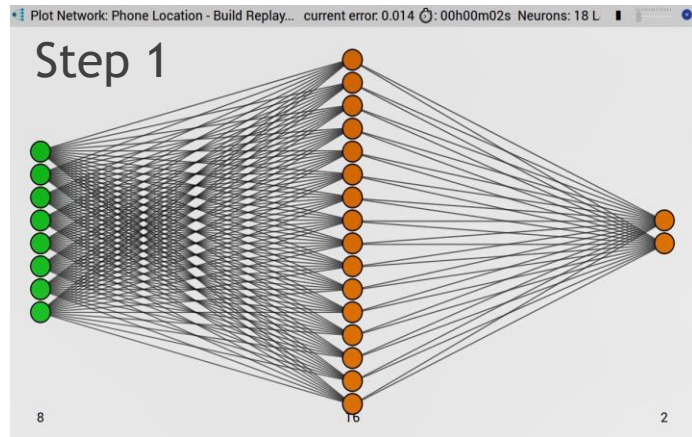 Plot Network: Phone Location - Build Replay... current error: 0.014 : 00h00m02s Neurons: 18 L
Step 1
8 16 2